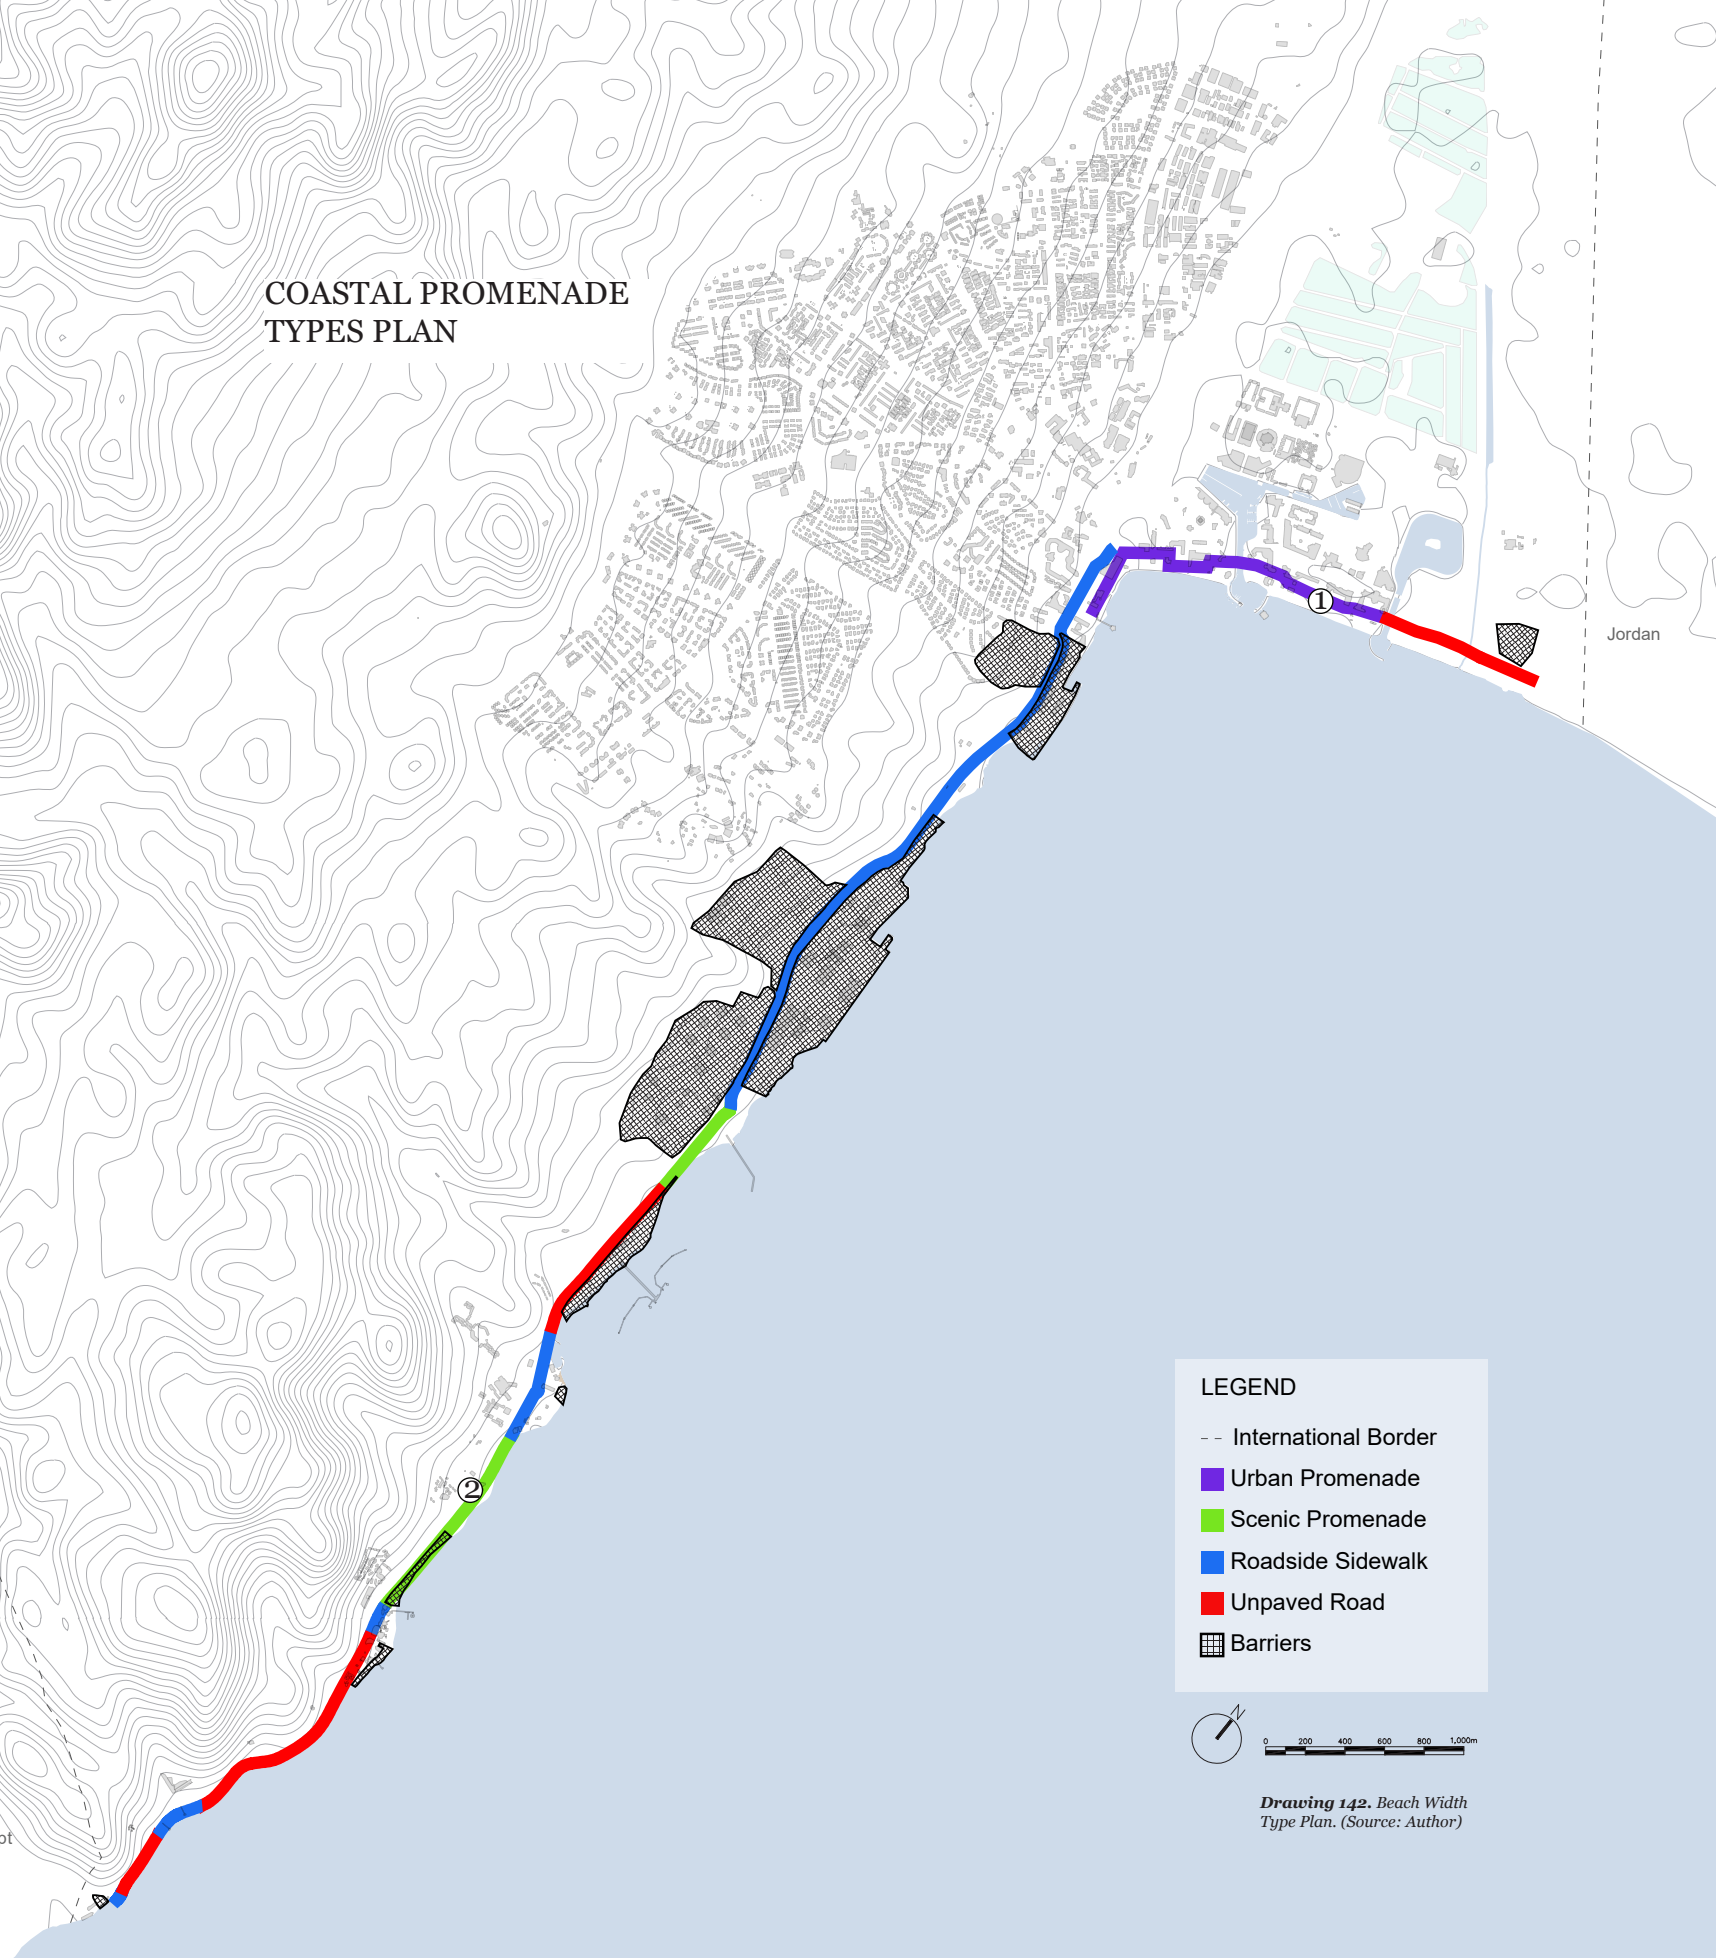 COASTAL PROMENADE
TYPES PLAN
1
Jordan
2
LEGEND
International Border
Urban Promenade
Scenic Promenade
Roadside Sidewalk
Unpaved Road
Barriers
N
0 200 400 600 800 1,000m
Drawing 142. Beach Width
Type Plan. (Source: Author)
ot